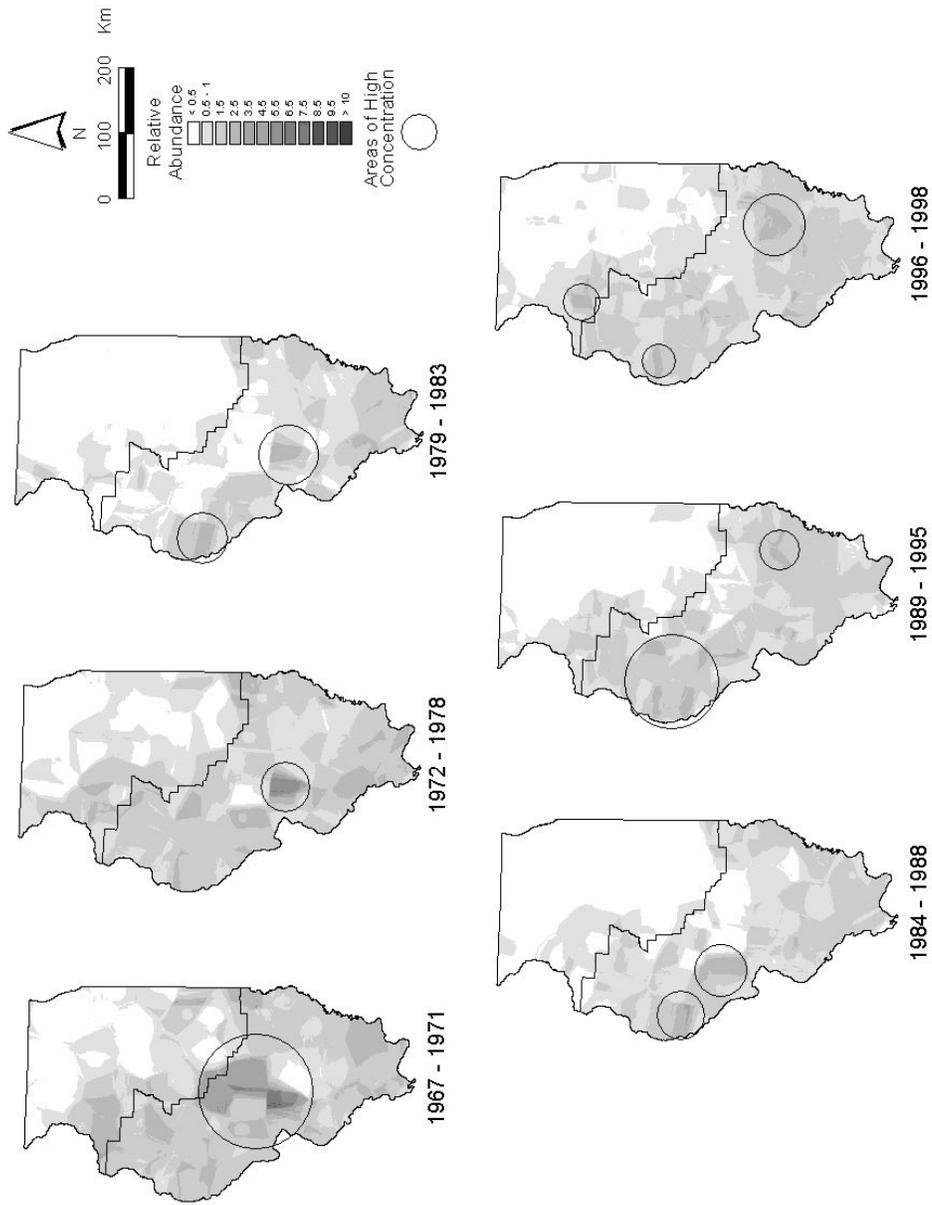 N
0 100 200 Km
Relative
Abundance
< 0.5
0.5 - 1
1.5
2.5
3.5
4.5
5.5
6.5
7.5
8.5
9.5
> 10
Areas of High
Concentration
1967 - 1971
1972 - 1978
1979 - 1983
1984 - 1988
1989 - 1995
1996 - 1998